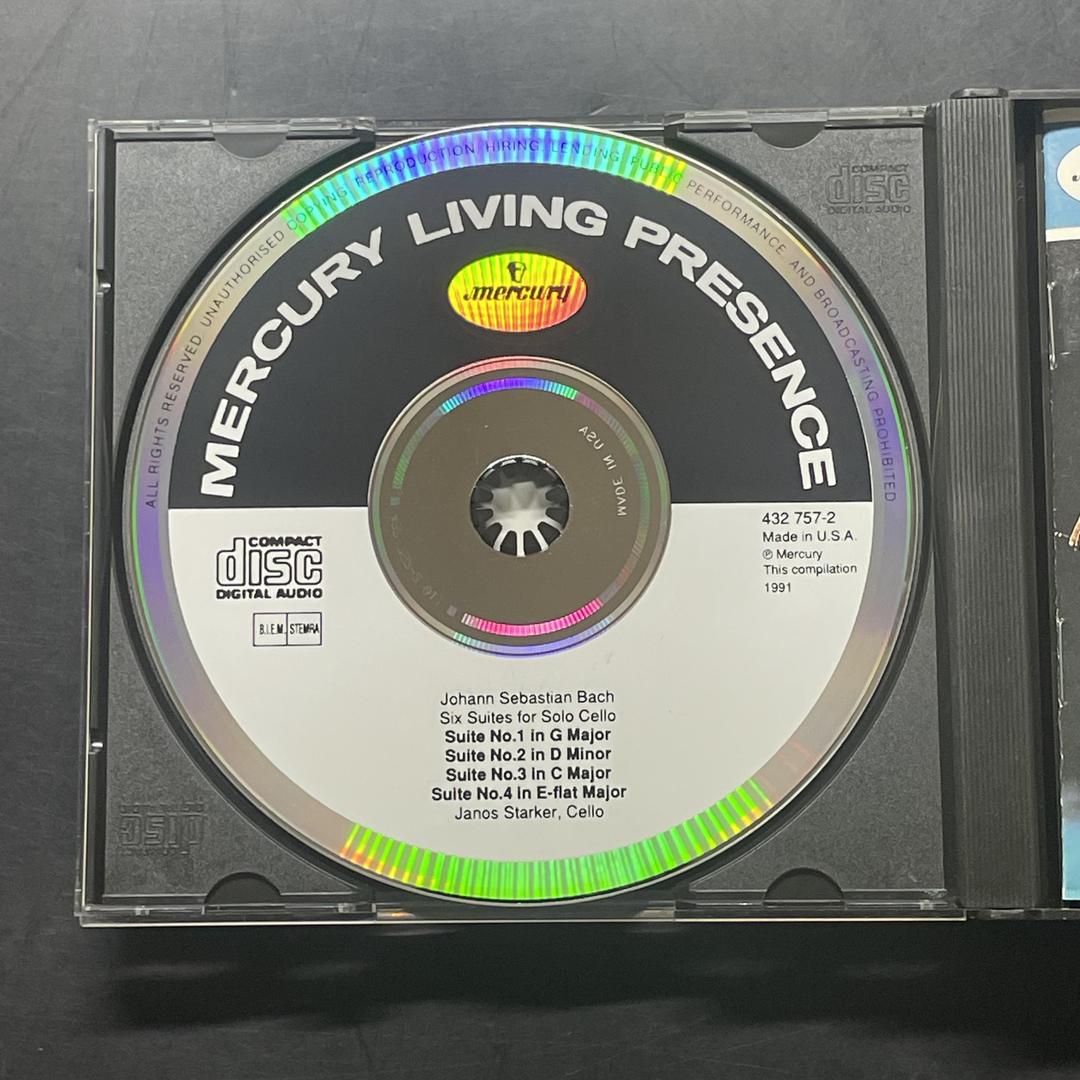 ALL RIGHTS RESERVED UNAUTHORISED COPYING REPRODUCTION HIRING LENDING PUBLIC PERFORMANCE AND BROADCASTING PROHIBITED
MERCURY LIVING PRESENCE
mercury
COMPACT
disc
DIGITAL AUDIO
MADE IN USA
COMPACT
disc
DIGITAL AUDIO
B.I.E.M. STEMRA
432 757-2
Made in U.S.A.
℗ Mercury
This compilation
1991
Johann Sebastian Bach
Six Suites for Solo Cello
Suite No.1 in G Major
Suite No.2 in D Minor
Suite No.3 in C Major
Suite No.4 in E-flat Major
Janos Starker, Cello
disc